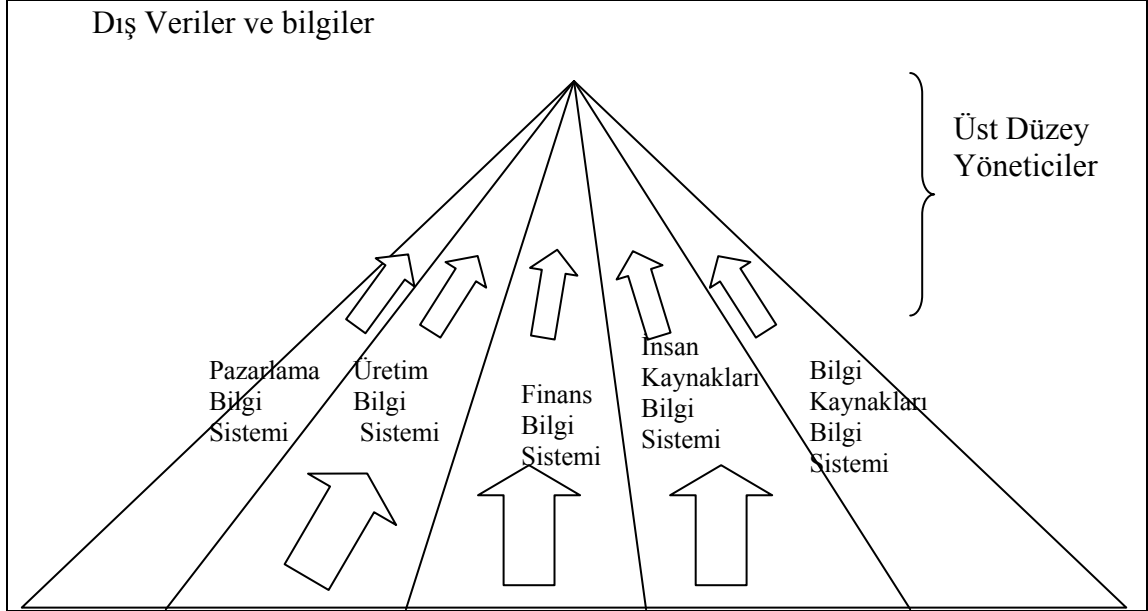 Dış Veriler ve bilgiler
Üst Düzey
Yöneticiler
Pazarlama
Bilgi
Sistemi
Üretim
Bilgi
Sistemi
Finans
Bilgi
Sistemi
İnsan
Kaynakları
Bilgi
Sistemi
Bilgi
Kaynakları
Bilgi
Sistemi